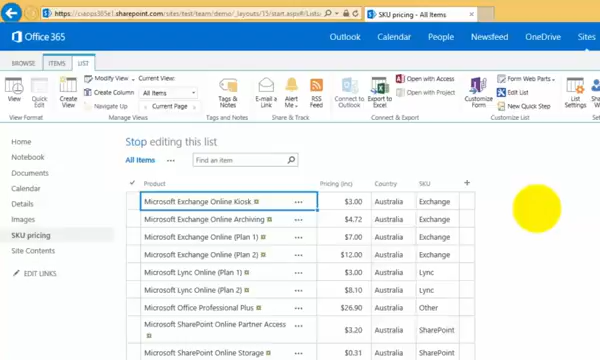 https://ciaops365e1.sharepoint.com/sites/test/team/demo/_layouts/15/start.aspx#/Lists
SKU pricing - All Items
Office 365
Outlook
Calendar
People
Newsfeed
OneDrive
Sites
BROWSE
ITEMS
LIST
View
Quick Edit
Create View
Modify View
Create Column
Navigate Up
Current View:
All Items
Current Page
Tags & Notes
E-mail a Link
Alert Me
RSS Feed
Connect to Outlook
Export to Excel
Open with Access
Open with Project
Customize Form
Form Web Parts
Edit List
New Quick Step
List Settings
View Format
Manage Views
Tags & Notes
Share & Track
Connect & Export
Customize List
Home
Notebook
Documents
Calendar
Details
Images
SKU pricing
Site Contents
EDIT LINKS
Stop editing this list
All Items
Find an item
Product Pricing (inc) Country SKU
Microsoft Exchange Online Kiosk $3.00 Australia Exchange
Microsoft Exchange Online Archiving $4.72 Australia Exchange
Microsoft Exchange Online (Plan 1) $7.00 Australia Exchange
Microsoft Exchange Online (Plan 2) $12.00 Australia Exchange
Microsoft Lync Online (Plan 1) $3.00 Australia Lync
Microsoft Lync Online (Plan 2) $8.10 Australia Lync
Microsoft Office Professional Plus $26.90 Australia Other
Microsoft SharePoint Online Partner Access $3.20 Australia SharePoint
Microsoft SharePoint Online Storage $0.31 Australia SharePoint